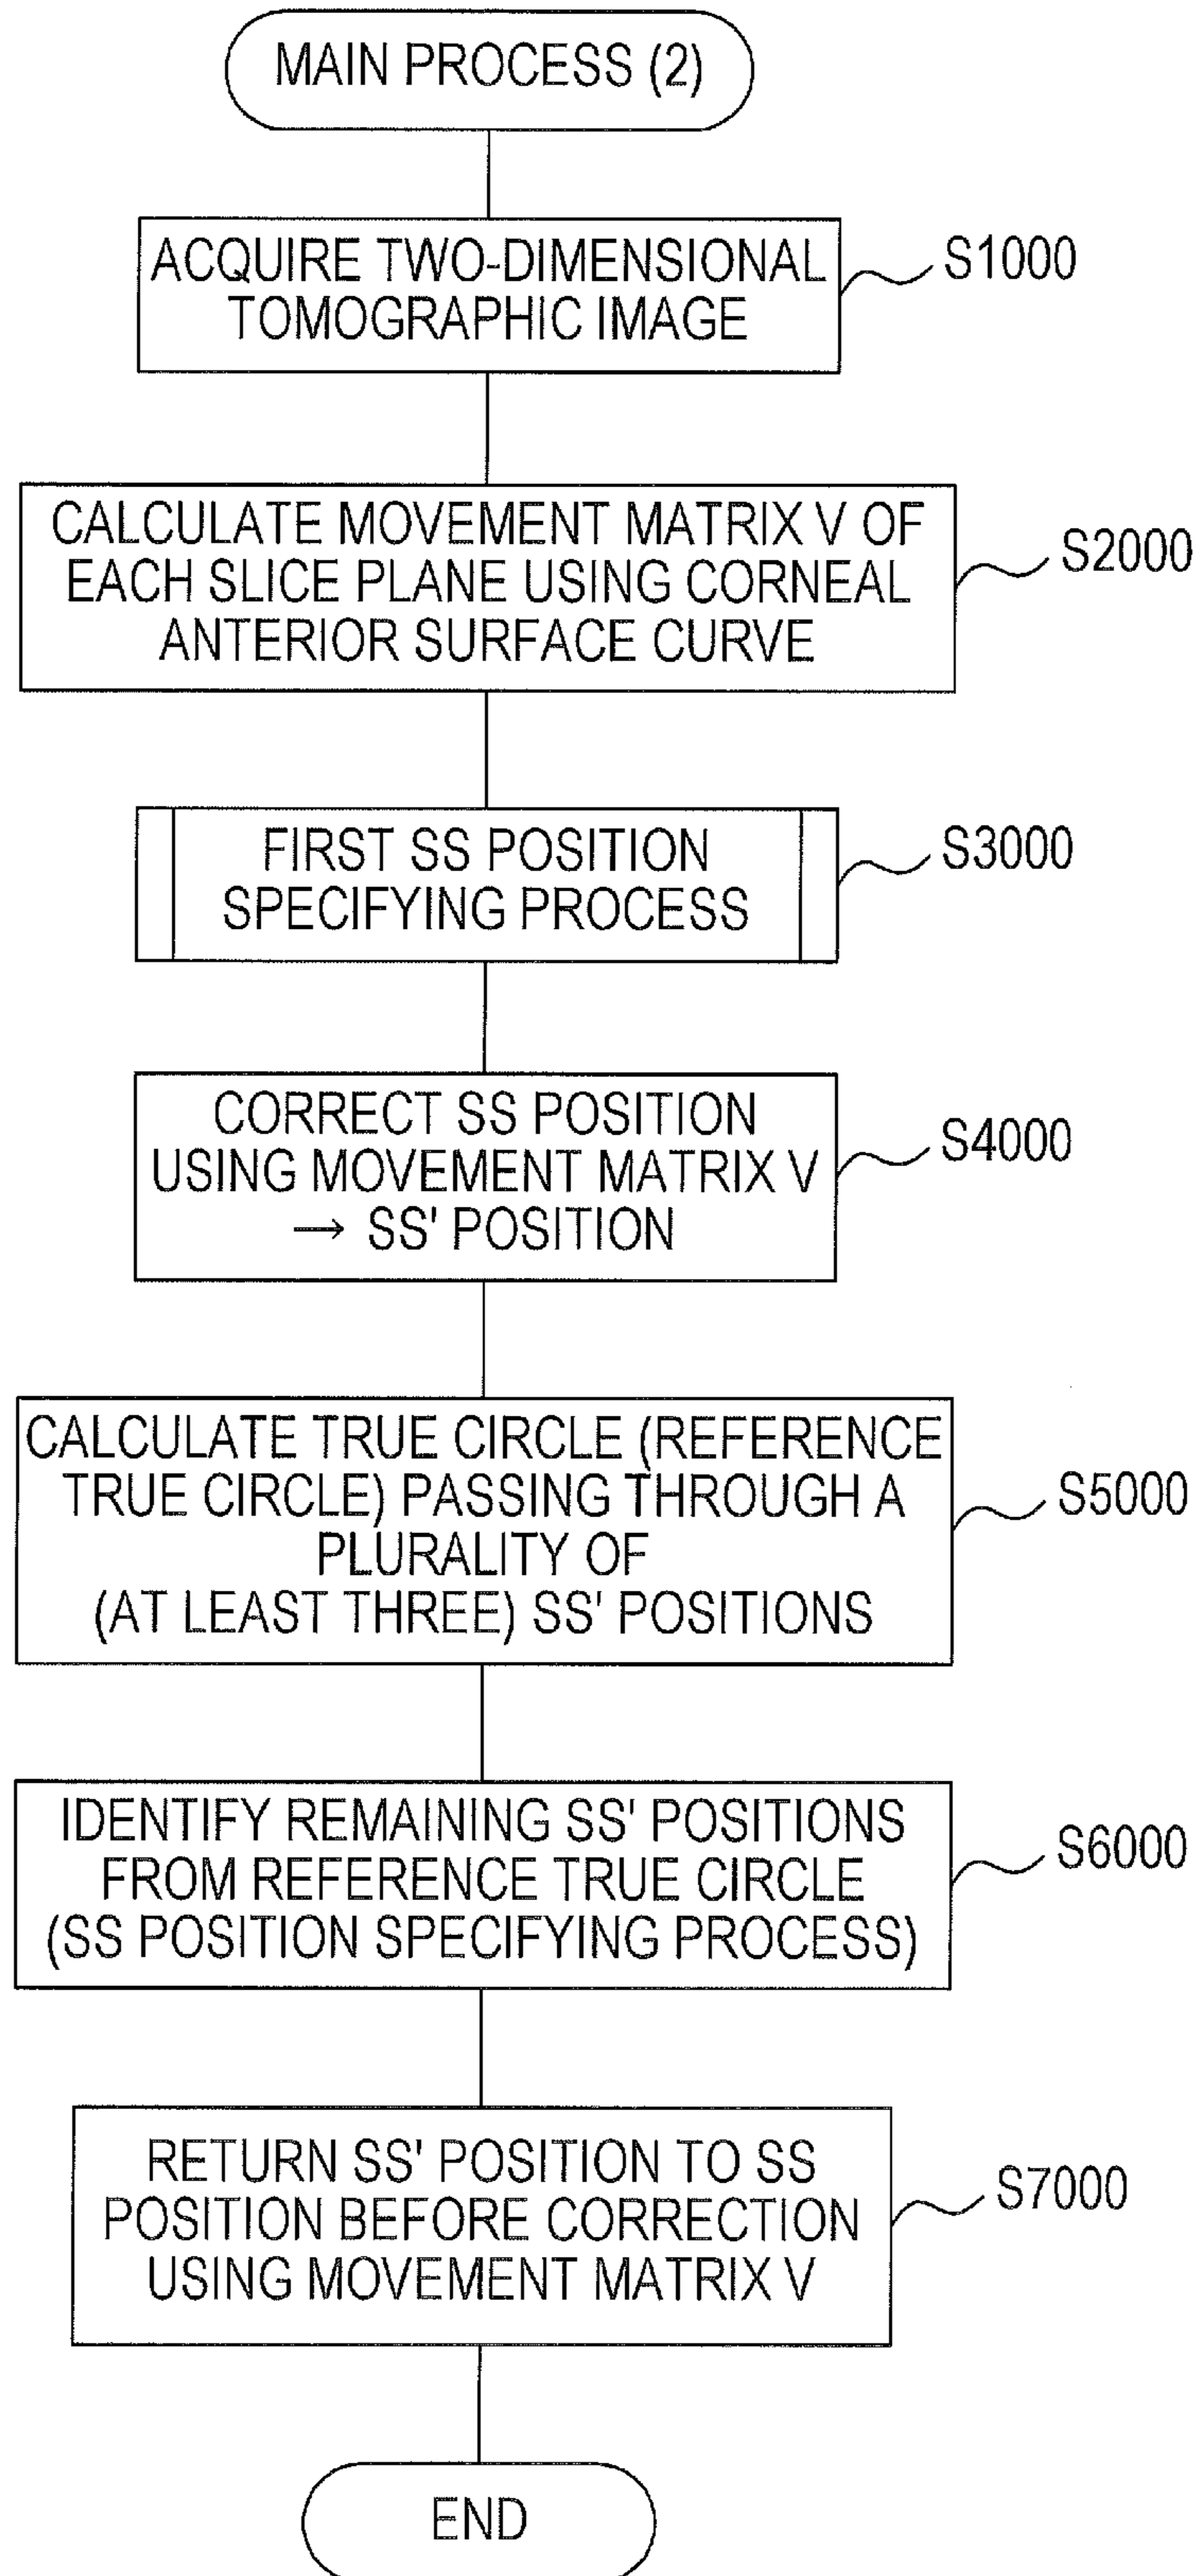 MAIN PROCESS (2)
ACQUIRE TWO-DIMENSIONAL
TOMOGRAPHIC IMAGE
S1000
CALCULATE MOVEMENT MATRIX V OF
EACH SLICE PLANE USING CORNEAL
ANTERIOR SURFACE CURVE
S2000
FIRST SS POSITION
SPECIFYING PROCESS
S3000
CORRECT SS POSITION
USING MOVEMENT MATRIX V
→ SS' POSITION
S4000
CALCULATE TRUE CIRCLE (REFERENCE
TRUE CIRCLE) PASSING THROUGH A
PLURALITY OF
(AT LEAST THREE) SS' POSITIONS
S5000
IDENTIFY REMAINING SS' POSITIONS
FROM REFERENCE TRUE CIRCLE
(SS POSITION SPECIFYING PROCESS)
S6000
RETURN SS' POSITION TO SS
POSITION BEFORE CORRECTION
USING MOVEMENT MATRIX V
S7000
END